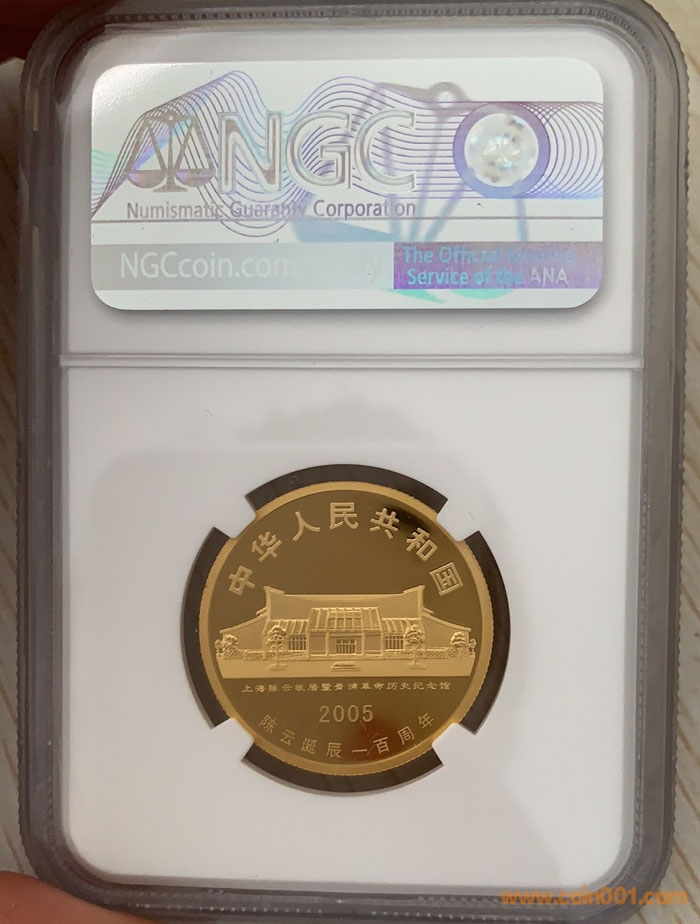 NGC
Numismatic Guaranty Corporation
NGCcoin.com/verify
The Official Grading
Service of the ANA
中华人民共和国
上海陈云故居暨青浦革命历史纪念馆
2005
陈云诞辰一百周年
www.coin001.com